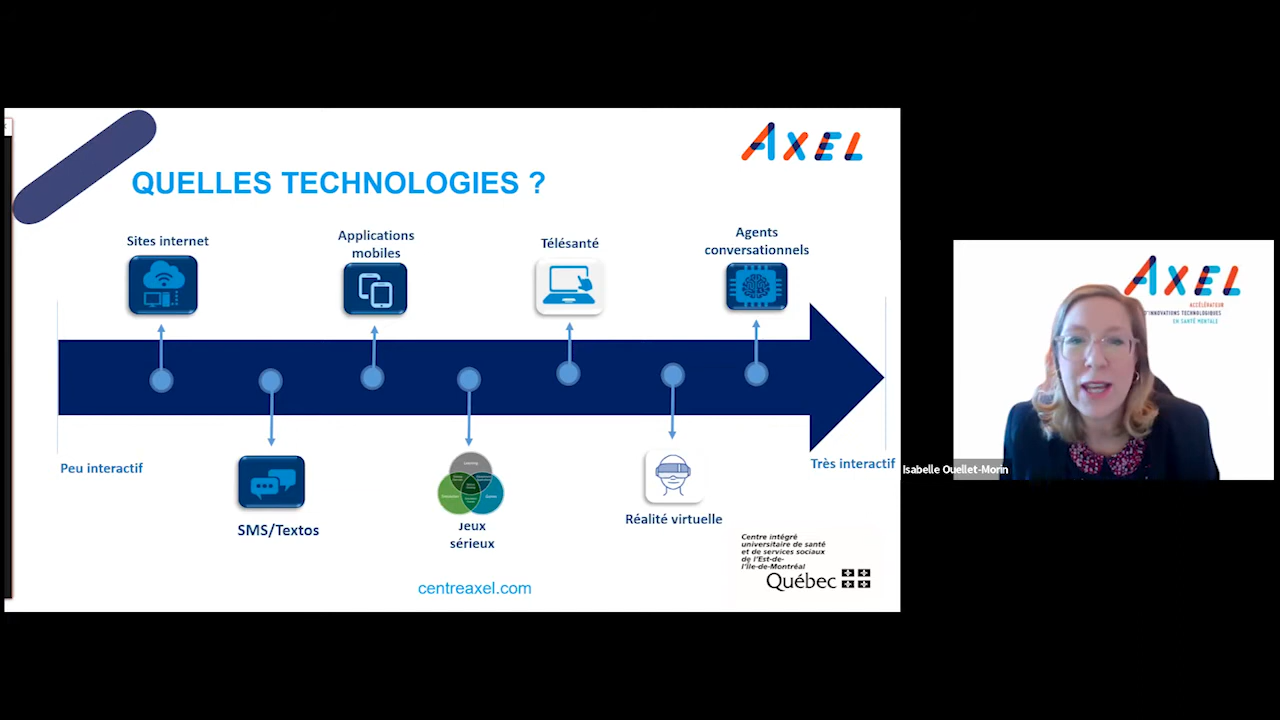 AXEL
QUELLES TECHNOLOGIES ?
Sites internet
Applications
mobiles
Télésanté
Agents
conversationnels
Peu interactif
Très interactif
SMS/Textos
Jeux
sérieux
Réalité virtuelle
Centre intégré
universitaire de santé
et de services sociaux
de l'Est-de-
l'Île-de-Montréal
Québec
centreaxel.com
AXEL
ACCÉLÉRATEUR
D'INNOVATIONS TECHNOLOGIQUES
EN SANTÉ MENTALE
Isabelle Ouellet-Morin